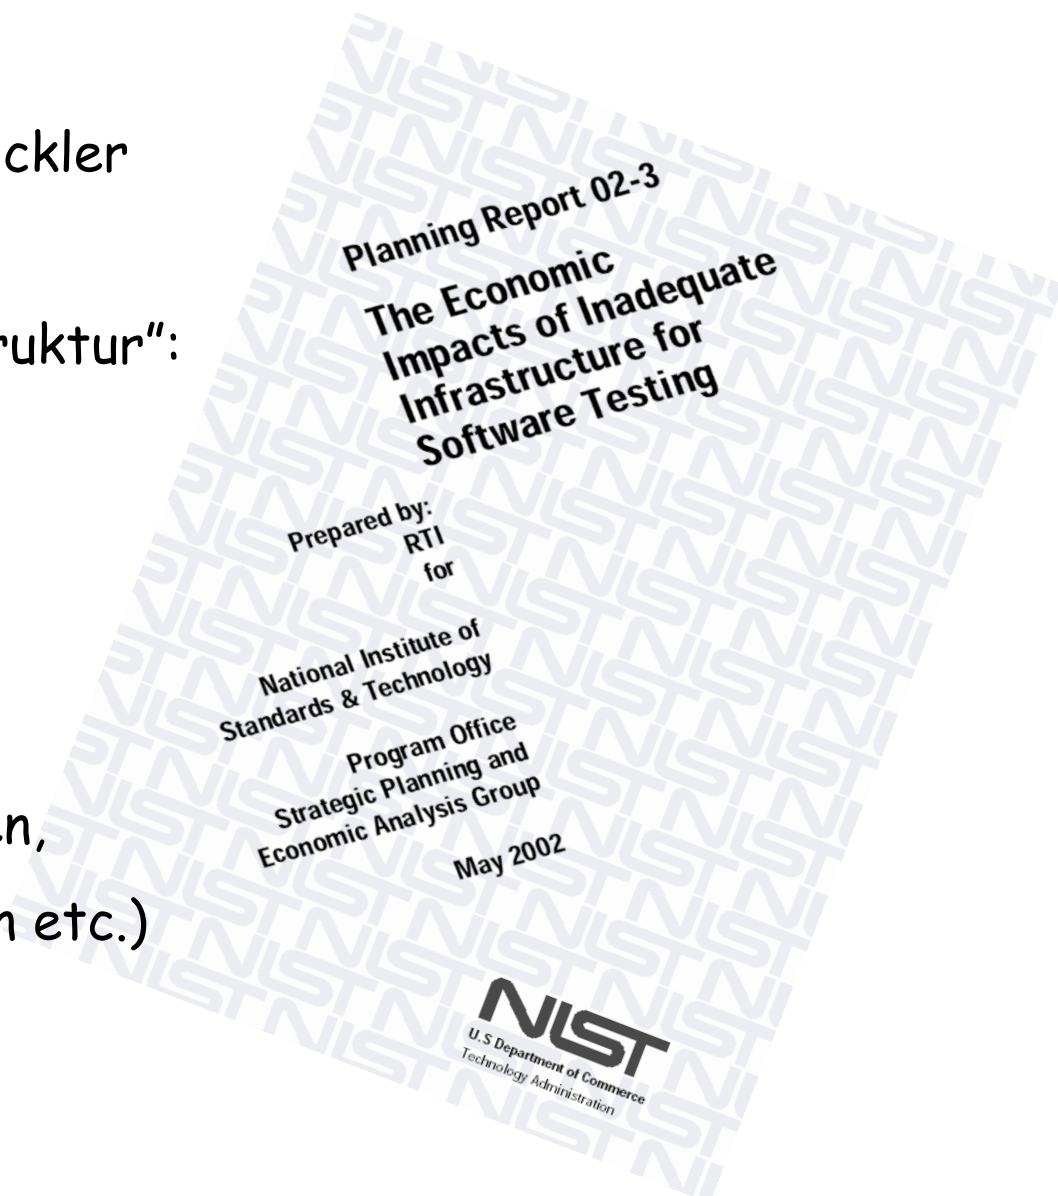 ckler
ruktur":
n,
n etc.)
Planning Report 02-3
The Economic
Impacts of Inadequate
Infrastructure for
Software Testing
Prepared by:
RTI
for
National Institute of
Standards & Technology
Program Office
Strategic Planning and
Economic Analysis Group
May 2002
NIST
U.S Department of Commerce
Technology Administration